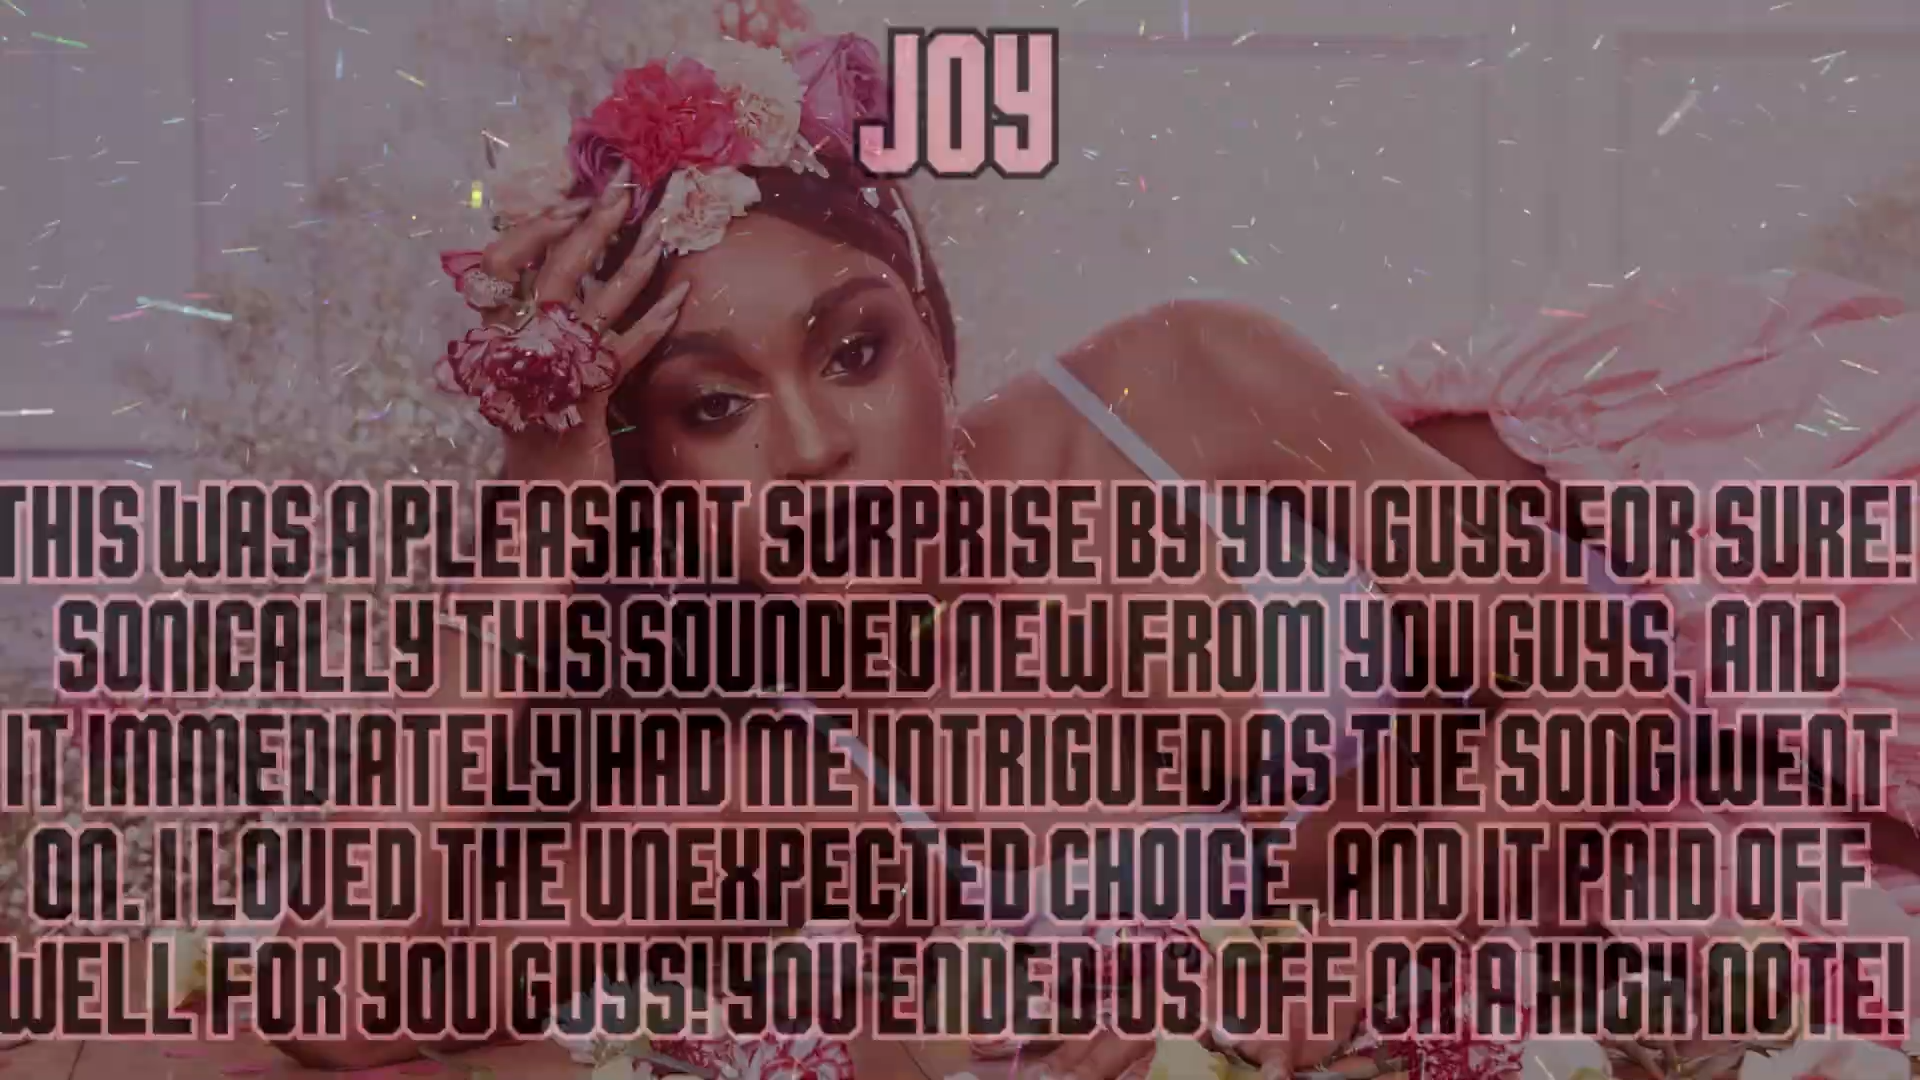 JOY
THIS WAS A PLEASANT SURPRISE BY YOU GUYS FOR SURE!
SONICALLY THIS SOUNDED NEW FROM YOU GUYS, AND
IT IMMEDIATELY HAD ME INTRIGUED AS THE SONG WENT
ON. I LOVED THE UNEXPECTED CHOICE, AND IT PAID OFF
WELL FOR YOU GUYS! YOU ENDED US OFF ON A HIGH NOTE!